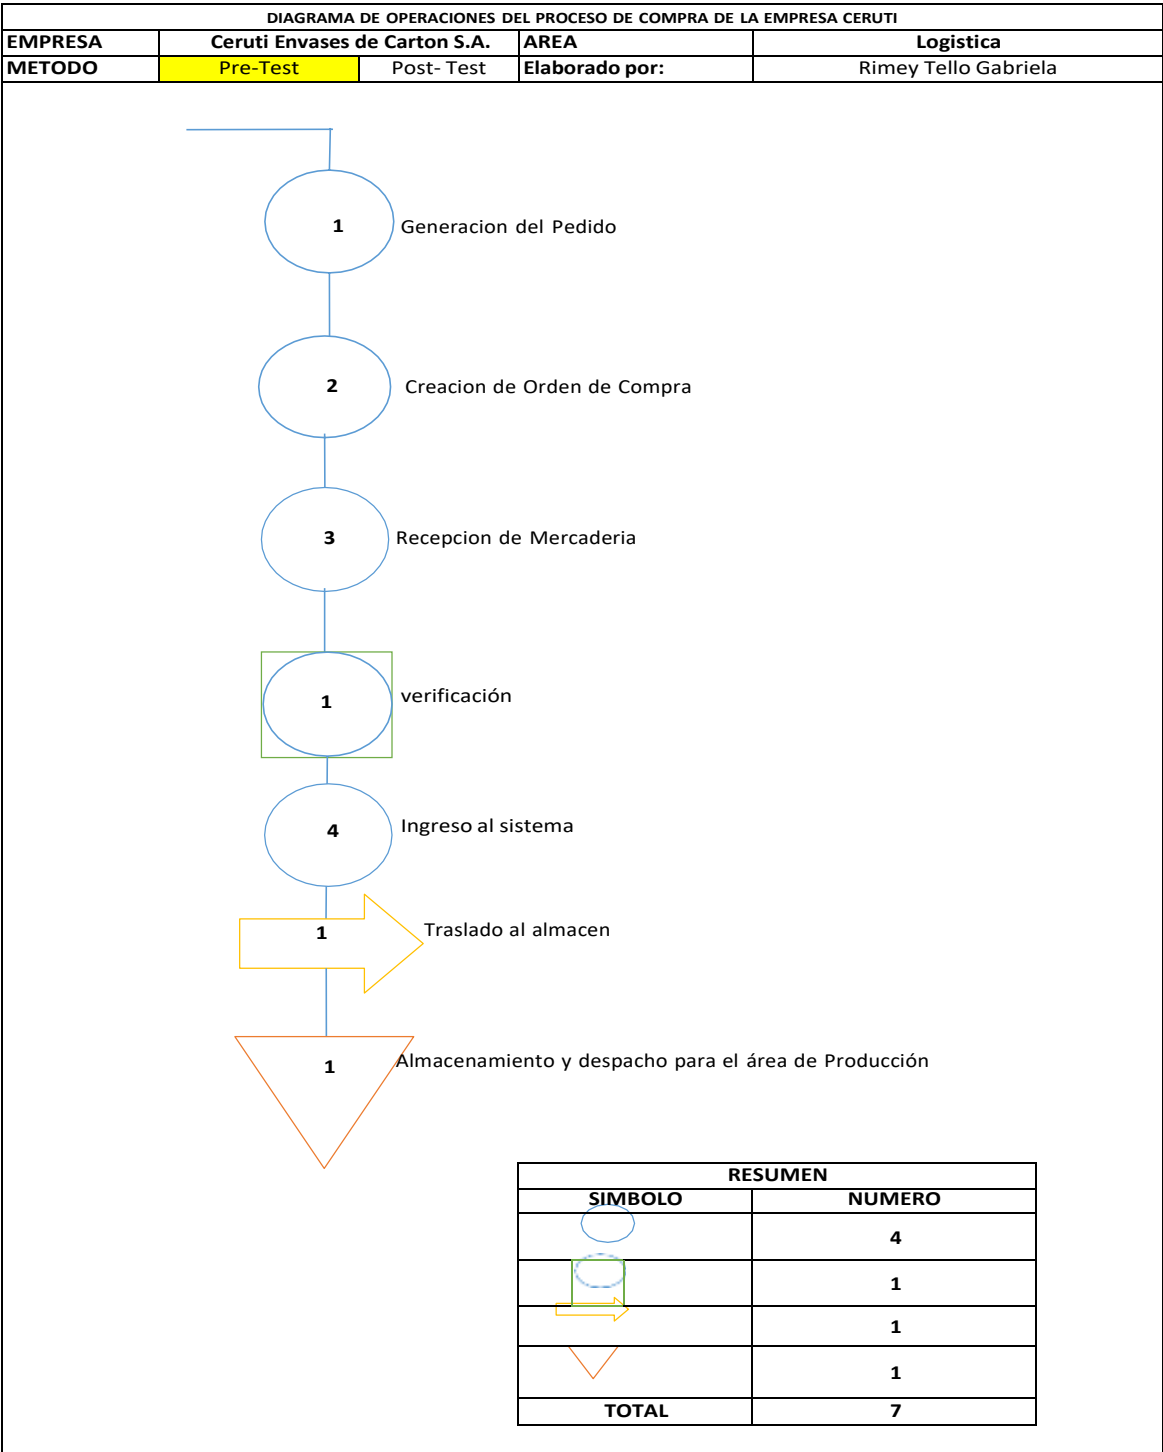 DIAGRAMA DE OPERACIONES DEL PROCESO DE COMPRA DE LA EMPRESA CERUTI
EMPRESA Ceruti Envases de Carton S.A. AREA Logistica
METODO Pre-Test Post- Test Elaborado por: Rimey Tello Gabriela
1 Generacion del Pedido
2 Creacion de Orden de Compra
3 Recepcion de Mercaderia
1 verificación
4 Ingreso al sistema
1 Traslado al almacen
1 Almacenamiento y despacho para el área de Producción
RESUMEN
SIMBOLO NUMERO
4
1
1
1
TOTAL 7